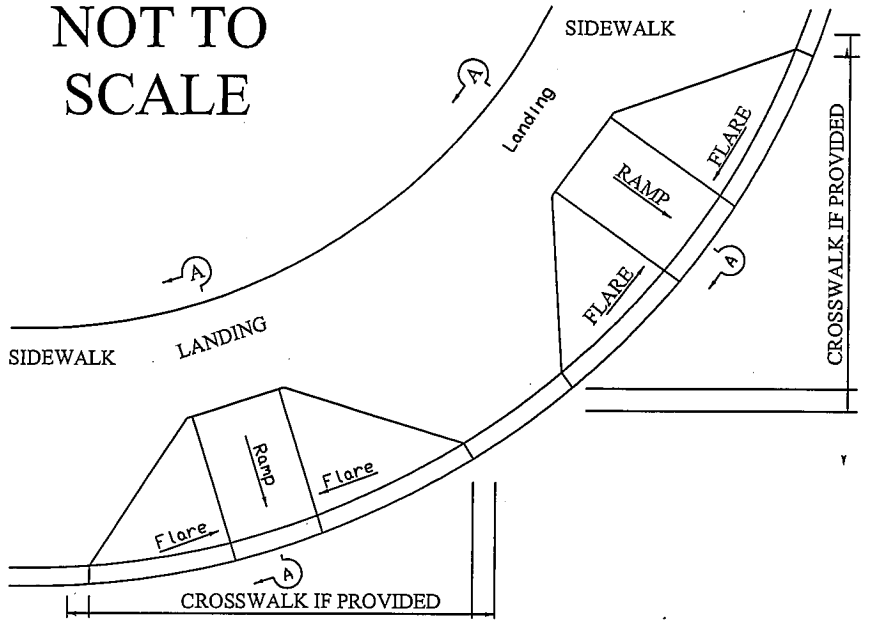 NOT TO
SCALE
SIDEWALK
A
Landing
FLARE
RAMP
CROSSWALK IF PROVIDED
A
A
FLARE
LANDING
SIDEWALK
Ramp
Flare
Flare
A
CROSSWALK IF PROVIDED